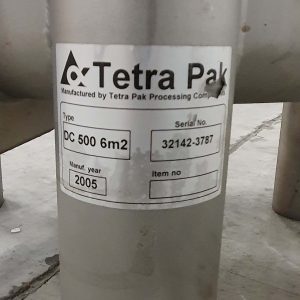 Tetra Pak
Manufactured by Tetra Pak Processing
Type
Serial No.
DC 500 6m2
32142-3787
Manuf. year
Item no
2005